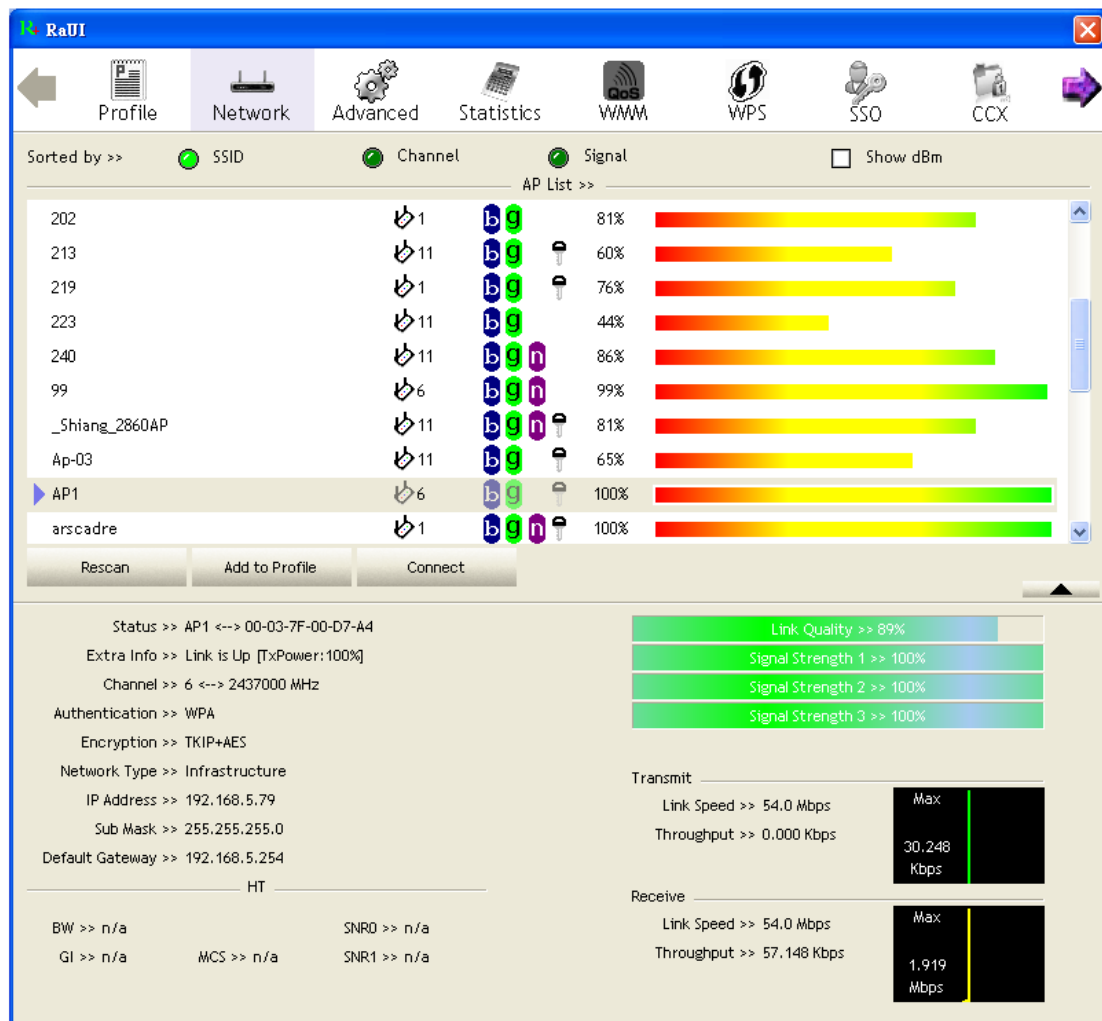 RaUI
Profile Network Advanced Statistics QoS WMM WPS SSO CCX
Sorted by >> SSID Channel Signal Show dBm
AP List >>
202 1 b g 81%
213 11 b g 60%
219 1 b g 76%
223 11 b g 44%
240 11 b g n 86%
99 6 b g n 99%
_Shiang_2860AP 11 b g n 81%
Ap-03 11 b g 65%
AP1 6 b g 100%
arscadre 1 b g n 100%
Rescan Add to Profile Connect
Status >> AP1 <--> 00-03-7F-00-D7-A4
Extra Info >> Link is Up [TxPower:100%]
Channel >> 6 <--> 2437000 MHz
Authentication >> WPA
Encryption >> TKIP+AES
Network Type >> Infrastructure
IP Address >> 192.168.5.79
Sub Mask >> 255.255.255.0
Default Gateway >> 192.168.5.254
HT
BW >> n/a SNR0 >> n/a
GI >> n/a MCS >> n/a SNR1 >> n/a
Link Quality >> 89%
Signal Strength 1 >> 100%
Signal Strength 2 >> 100%
Signal Strength 3 >> 100%
Transmit
Link Speed >> 54.0 Mbps
Throughput >> 0.000 Kbps
Max
30.248
Kbps
Receive
Link Speed >> 54.0 Mbps
Throughput >> 57.148 Kbps
Max
1.919
Mbps